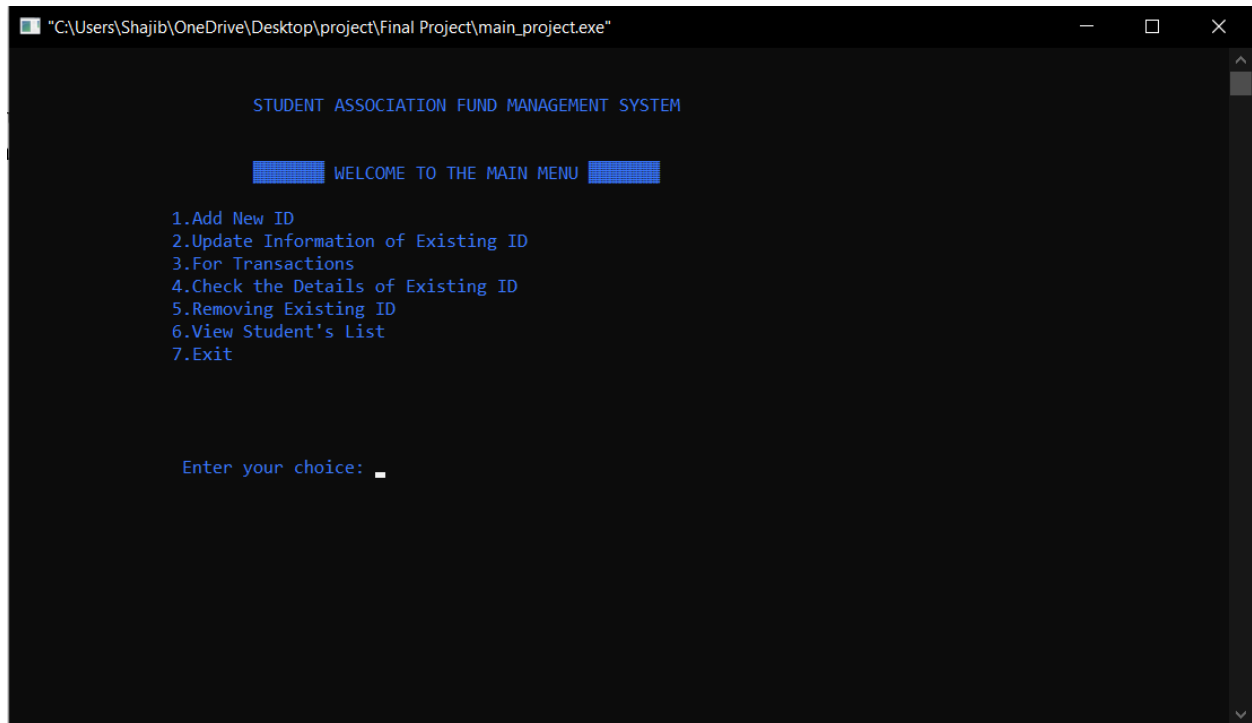 "C:\Users\Shajib\OneDrive\Desktop\project\Final Project\main_project.exe"
STUDENT ASSOCIATION FUND MANAGEMENT SYSTEM
WELCOME TO THE MAIN MENU
1.Add New ID
2.Update Information of Existing ID
3.For Transactions
4.Check the Details of Existing ID
5.Removing Existing ID
6.View Student's List
7.Exit
Enter your choice: